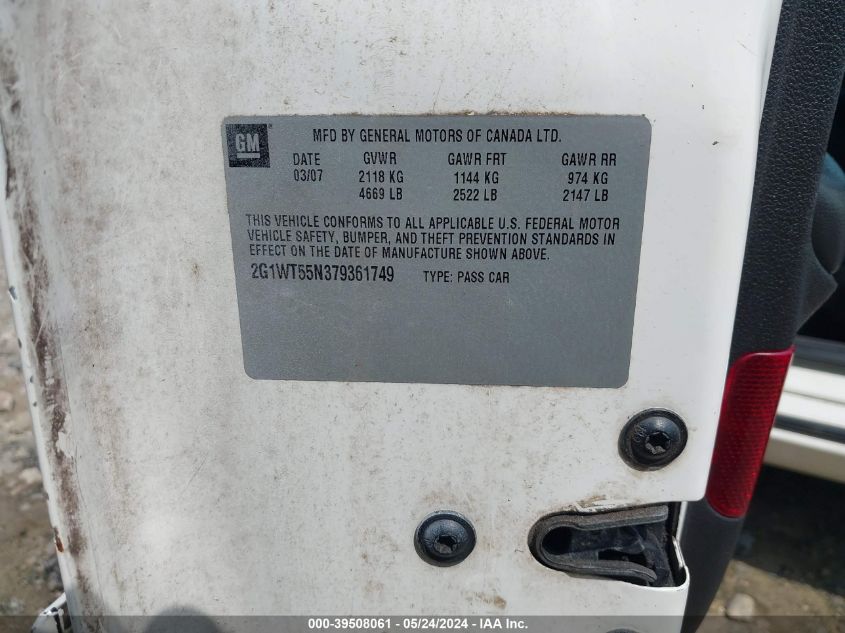 GM
MFD BY GENERAL MOTORS OF CANADA LTD.
DATE GVWR GAWR FRT GAWR RR
03/07 2118 KG 1144 KG 974 KG
4669 LB 2522 LB 2147 LB
THIS VEHICLE CONFORMS TO ALL APPLICABLE U.S. FEDERAL MOTOR
VEHICLE SAFETY, BUMPER, AND THEFT PREVENTION STANDARDS IN
EFFECT ON THE DATE OF MANUFACTURE SHOWN ABOVE.
2G1WT55N379361749 TYPE: PASS CAR
000-39508061 - 05/24/2024 - IAA Inc.